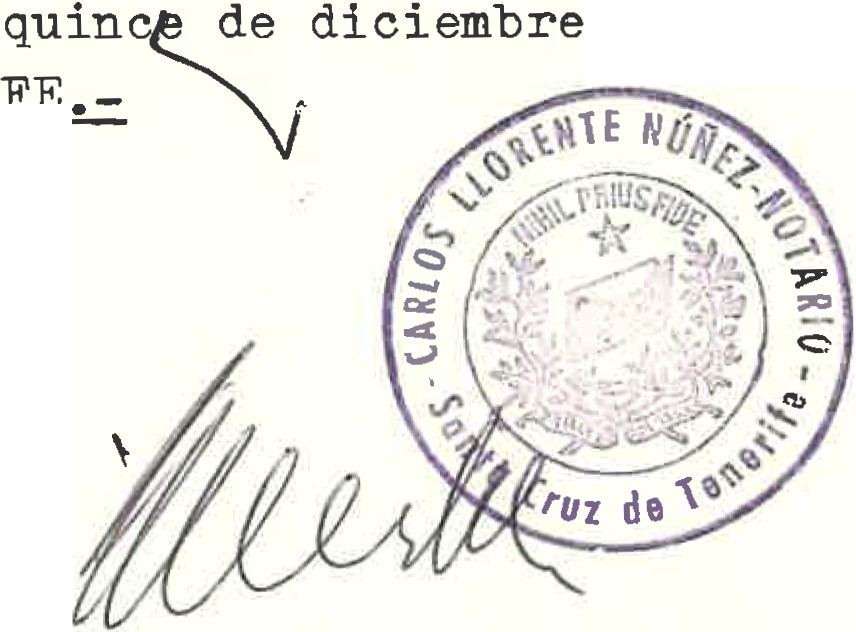 quince de diciembre
FE.-
- CARLOS LLORENTE NÚÑEZ-NOTARIO -
NIHIL PRIUS FIDE
Santa Cruz de Tenerife